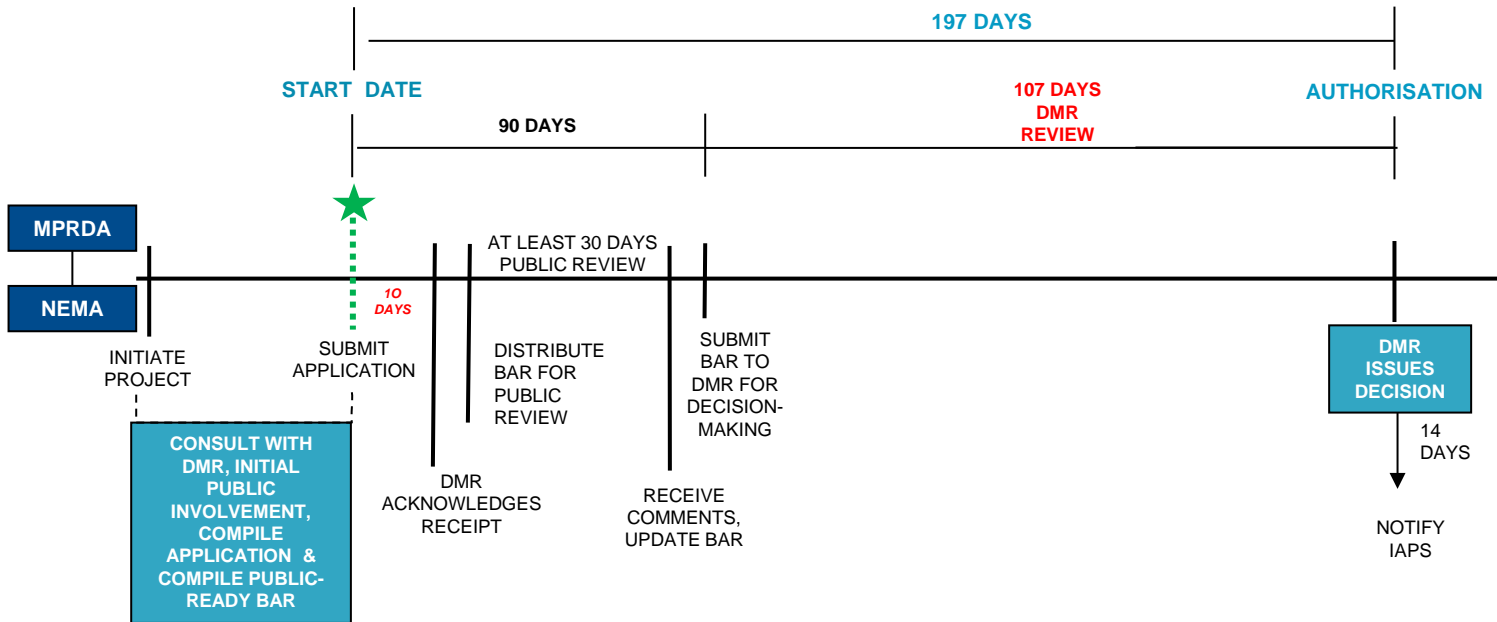 197 DAYS
START DATE
107 DAYS
DMR
REVIEW
AUTHORISATION
90 DAYS
MPRDA
NEMA
AT LEAST 30 DAYS
PUBLIC REVIEW
1O
DAYS
INITIATE
PROJECT
SUBMIT
APPLICATION
DISTRIBUTE
BAR FOR
PUBLIC
REVIEW
SUBMIT
BAR TO
DMR FOR
DECISION-
MAKING
DMR
ISSUES
DECISION
CONSULT WITH
DMR, INITIAL
PUBLIC
INVOLVEMENT,
COMPILE
APPLICATION &
COMPILE PUBLIC-
READY BAR
DMR
ACKNOWLEDGES
RECEIPT
RECEIVE
COMMENTS,
UPDATE BAR
14
DAYS
NOTIFY
IAPS